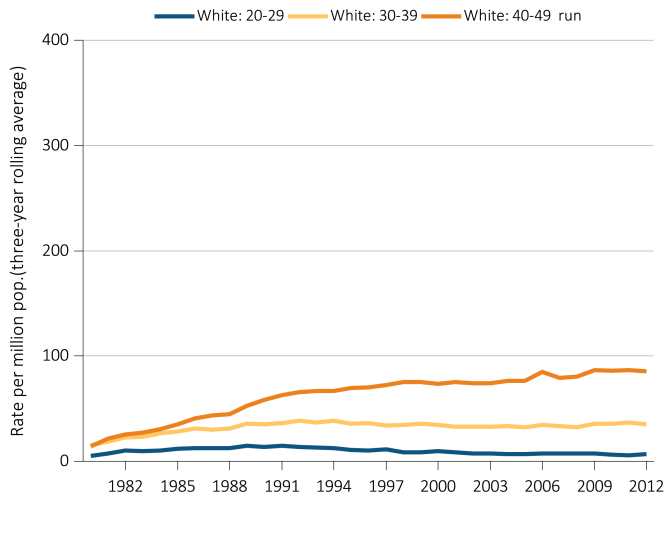 White: 20-29 White: 30-39 White: 40-49 run
Rate per million pop.(three-year rolling average)
400
300
200
100
0
1982 1985 1988 1991 1994 1997 2000 2003 2006 2009 2012